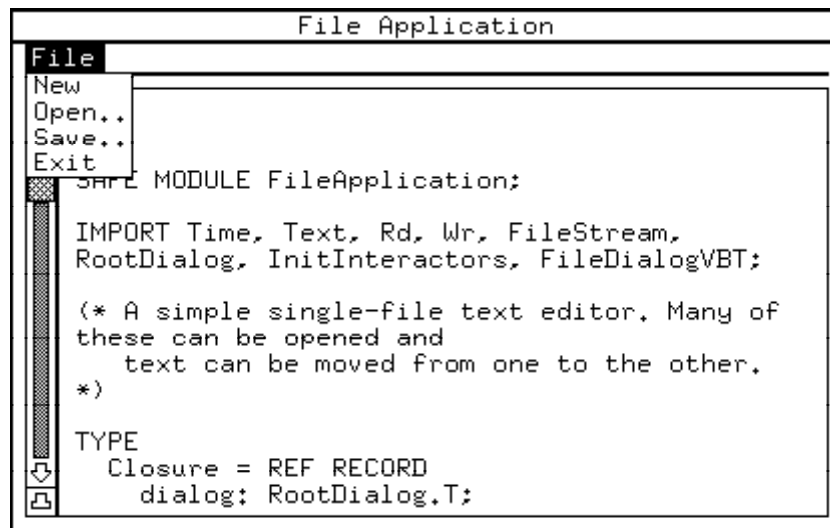 File Application
File
New
Open..
Save..
Exit
SAFE MODULE FileApplication;
IMPORT Time, Text, Rd, Wr, FileStream,
RootDialog, InitInteractors, FileDialogVBT;
(* A simple single-file text editor. Many of
these can be opened and
text can be moved from one to the other.
*)
TYPE
Closure = REF RECORD
dialog: RootDialog.T;